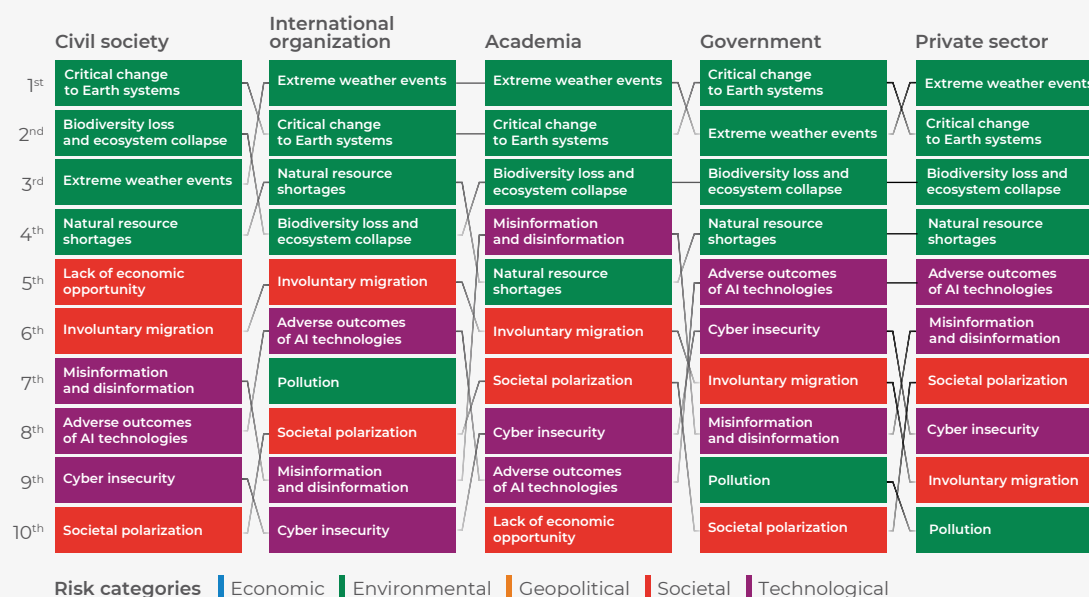 Civil society
International
organization
Academia
Government
Private sector
1st
2nd
3rd
4th
5th
6th
7th
8th
9th
10th
Critical change
to Earth systems
Biodiversity loss
and ecosystem collapse
Extreme weather events
Natural resource
shortages
Lack of economic
opportunity
Involuntary migration
Misinformation
and disinformation
Adverse outcomes
of AI technologies
Cyber insecurity
Societal polarization
Extreme weather events
Critical change
to Earth systems
Natural resource
shortages
Biodiversity loss and
ecosystem collapse
Involuntary migration
Adverse outcomes
of AI technologies
Pollution
Societal polarization
Misinformation
and disinformation
Cyber insecurity
Extreme weather events
Critical change
to Earth systems
Biodiversity loss and
ecosystem collapse
Misinformation
and disinformation
Natural resource
shortages
Involuntary migration
Societal polarization
Cyber insecurity
Adverse outcomes
of AI technologies
Lack of economic
opportunity
Critical change
to Earth systems
Extreme weather events
Biodiversity loss and
ecosystem collapse
Natural resource
shortages
Adverse outcomes
of AI technologies
Cyber insecurity
Involuntary migration
Misinformation
and disinformation
Pollution
Societal polarization
Extreme weather events
Critical change
to Earth systems
Biodiversity loss and
ecosystem collapse
Natural resource
shortages
Adverse outcomes
of AI technologies
Misinformation
and disinformation
Societal polarization
Cyber insecurity
Involuntary migration
Pollution
Risk categories Economic Environmental Geopolitical Societal Technological